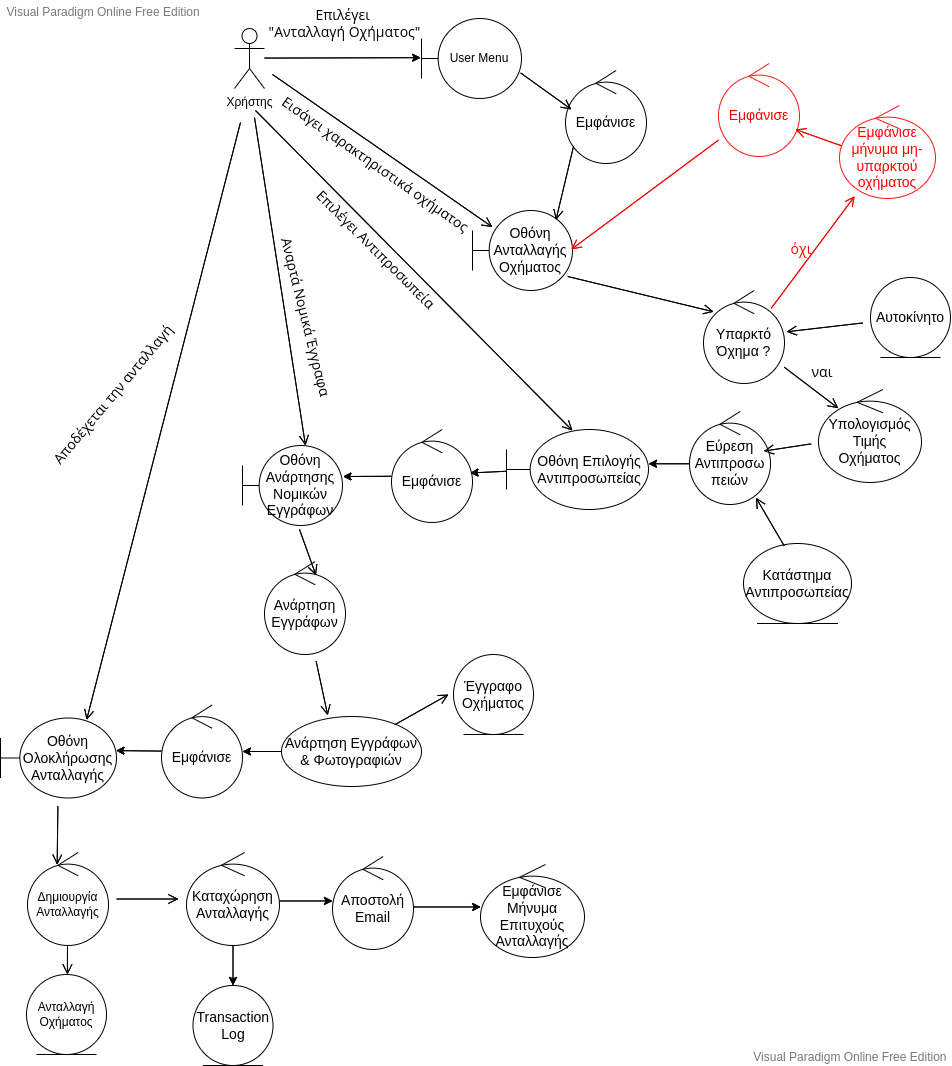 Visual Paradigm Online Free Edition
Επιλέγει
"Ανταλλαγή Οχήματος"
User Menu
Χρήστης
Εμφάνισε
Εμφάνισε
Εμφάνισε
μήνυμα μη-
υπαρκτού
οχήματος
Εισάγει χαρακτηριστικά οχήματος
Επιλέγει Αντιπροσωπεία
Αναρτά Νομικά Έγγραφα
Αποδέχεται την ανταλλαγή
Οθόνη
Ανταλλαγής
Οχήματος
όχι
Υπαρκτό
Όχημα ?
Αυτοκίνητο
ναι
Υπολογισμός
Τιμής
Οχήματος
Εύρεση
Αντιπροσω
πειών
Οθόνη Επιλογής
Αντιπροσωπείας
Εμφάνισε
Οθόνη
Ανάρτησης
Νομικών
Εγγράφων
Κατάστημα
Αντιπροσωπείας
Ανάρτηση
Εγγράφων
Έγγραφο
Οχήματος
Ανάρτηση Εγγράφων
& Φωτογραφιών
Εμφάνισε
Οθόνη
Ολοκλήρωσης
Ανταλλαγής
Δημιουργία
Ανταλλαγής
Καταχώρηση
Ανταλλαγής
Αποστολή
Email
Εμφάνισε
Μήνυμα
Επιτυχούς
Ανταλλαγής
Ανταλλαγή
Οχήματος
Transaction
Log
Visual Paradigm Online Free Edition